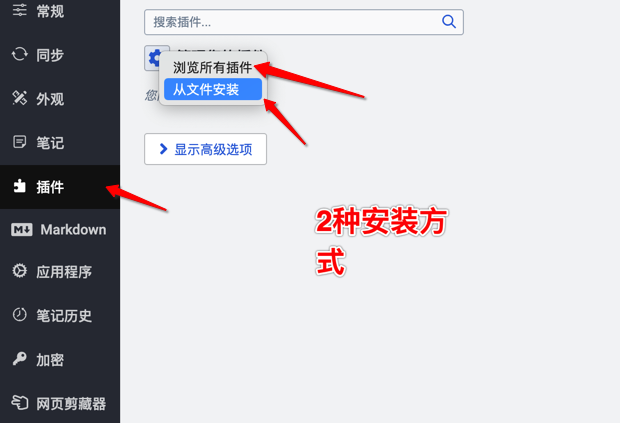 常规
同步
外观
笔记
插件
Markdown
应用程序
笔记历史
加密
网页剪藏器
搜索插件...
浏览所有插件
从文件安装
您
显示高级选项
2种安装方
式